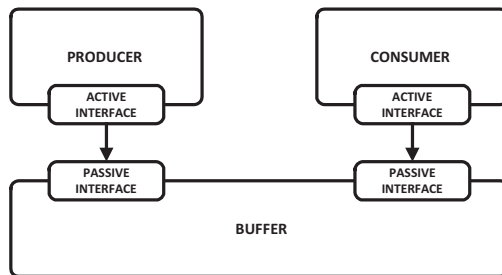 PRODUCER
CONSUMER
ACTIVE
INTERFACE
ACTIVE
INTERFACE
PASSIVE
INTERFACE
PASSIVE
INTERFACE
BUFFER